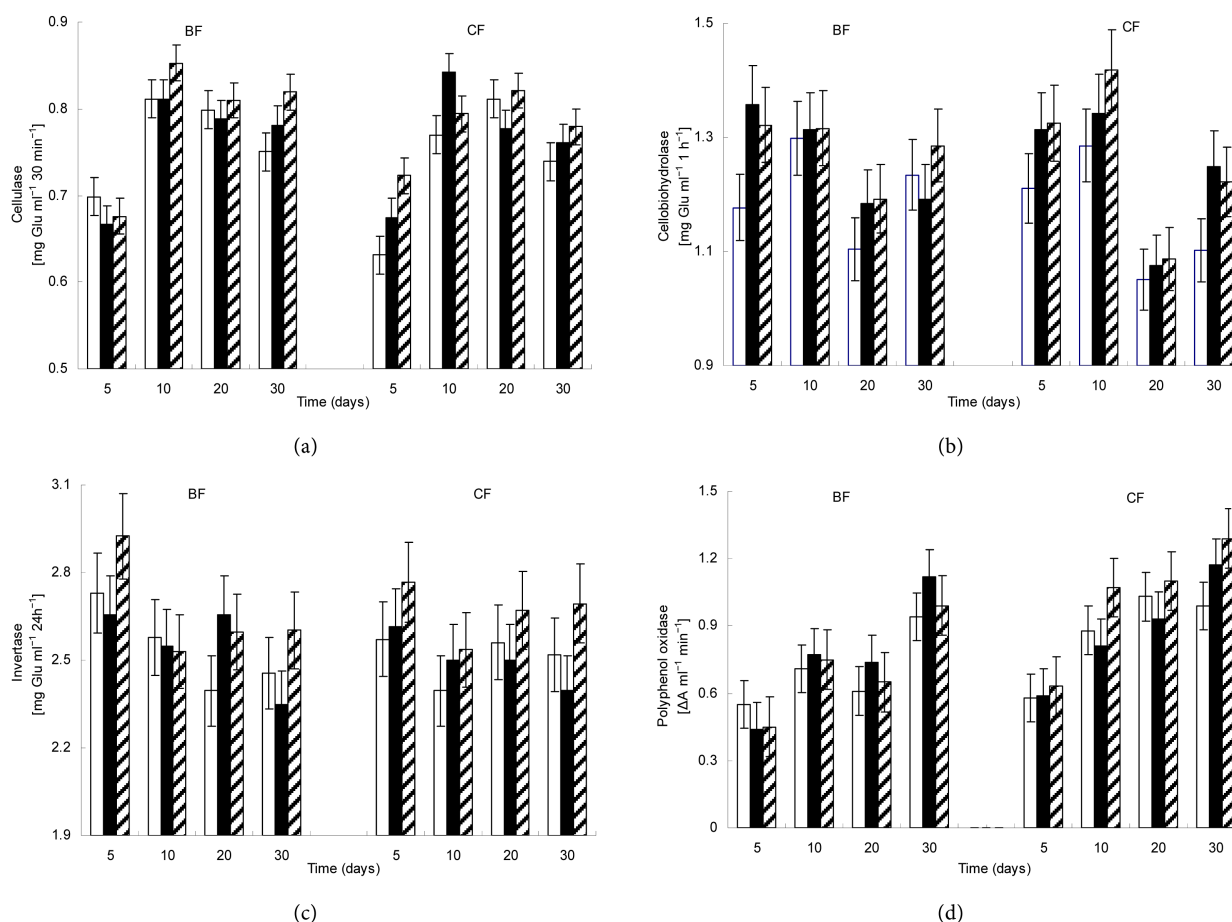 0.9
0.8
0.7
0.6
0.5
Cellulase
[mg Glu ml⁻¹ 30 min⁻¹]
BF
CF
5 10 20 30 5 10 20 30
Time (days)
(a)
1.5
1.3
1.1
0.9
Cellobiohydrolase
[mg Glu ml⁻¹ 1 h⁻¹]
BF
CF
5 10 20 30 5 10 20 30
Time (days)
(b)
3.1
2.8
2.5
2.2
1.9
Invertase
[mg Glu ml⁻¹ 24h⁻¹]
BF
CF
5 10 20 30 5 10 20 30
Time (days)
(c)
1.5
1.2
0.9
0.6
0.3
0
Polyphenol oxidase
[ΔA ml⁻¹ min⁻¹]
BF
CF
5 10 20 30 5 10 20 30
Time (days)
(d)